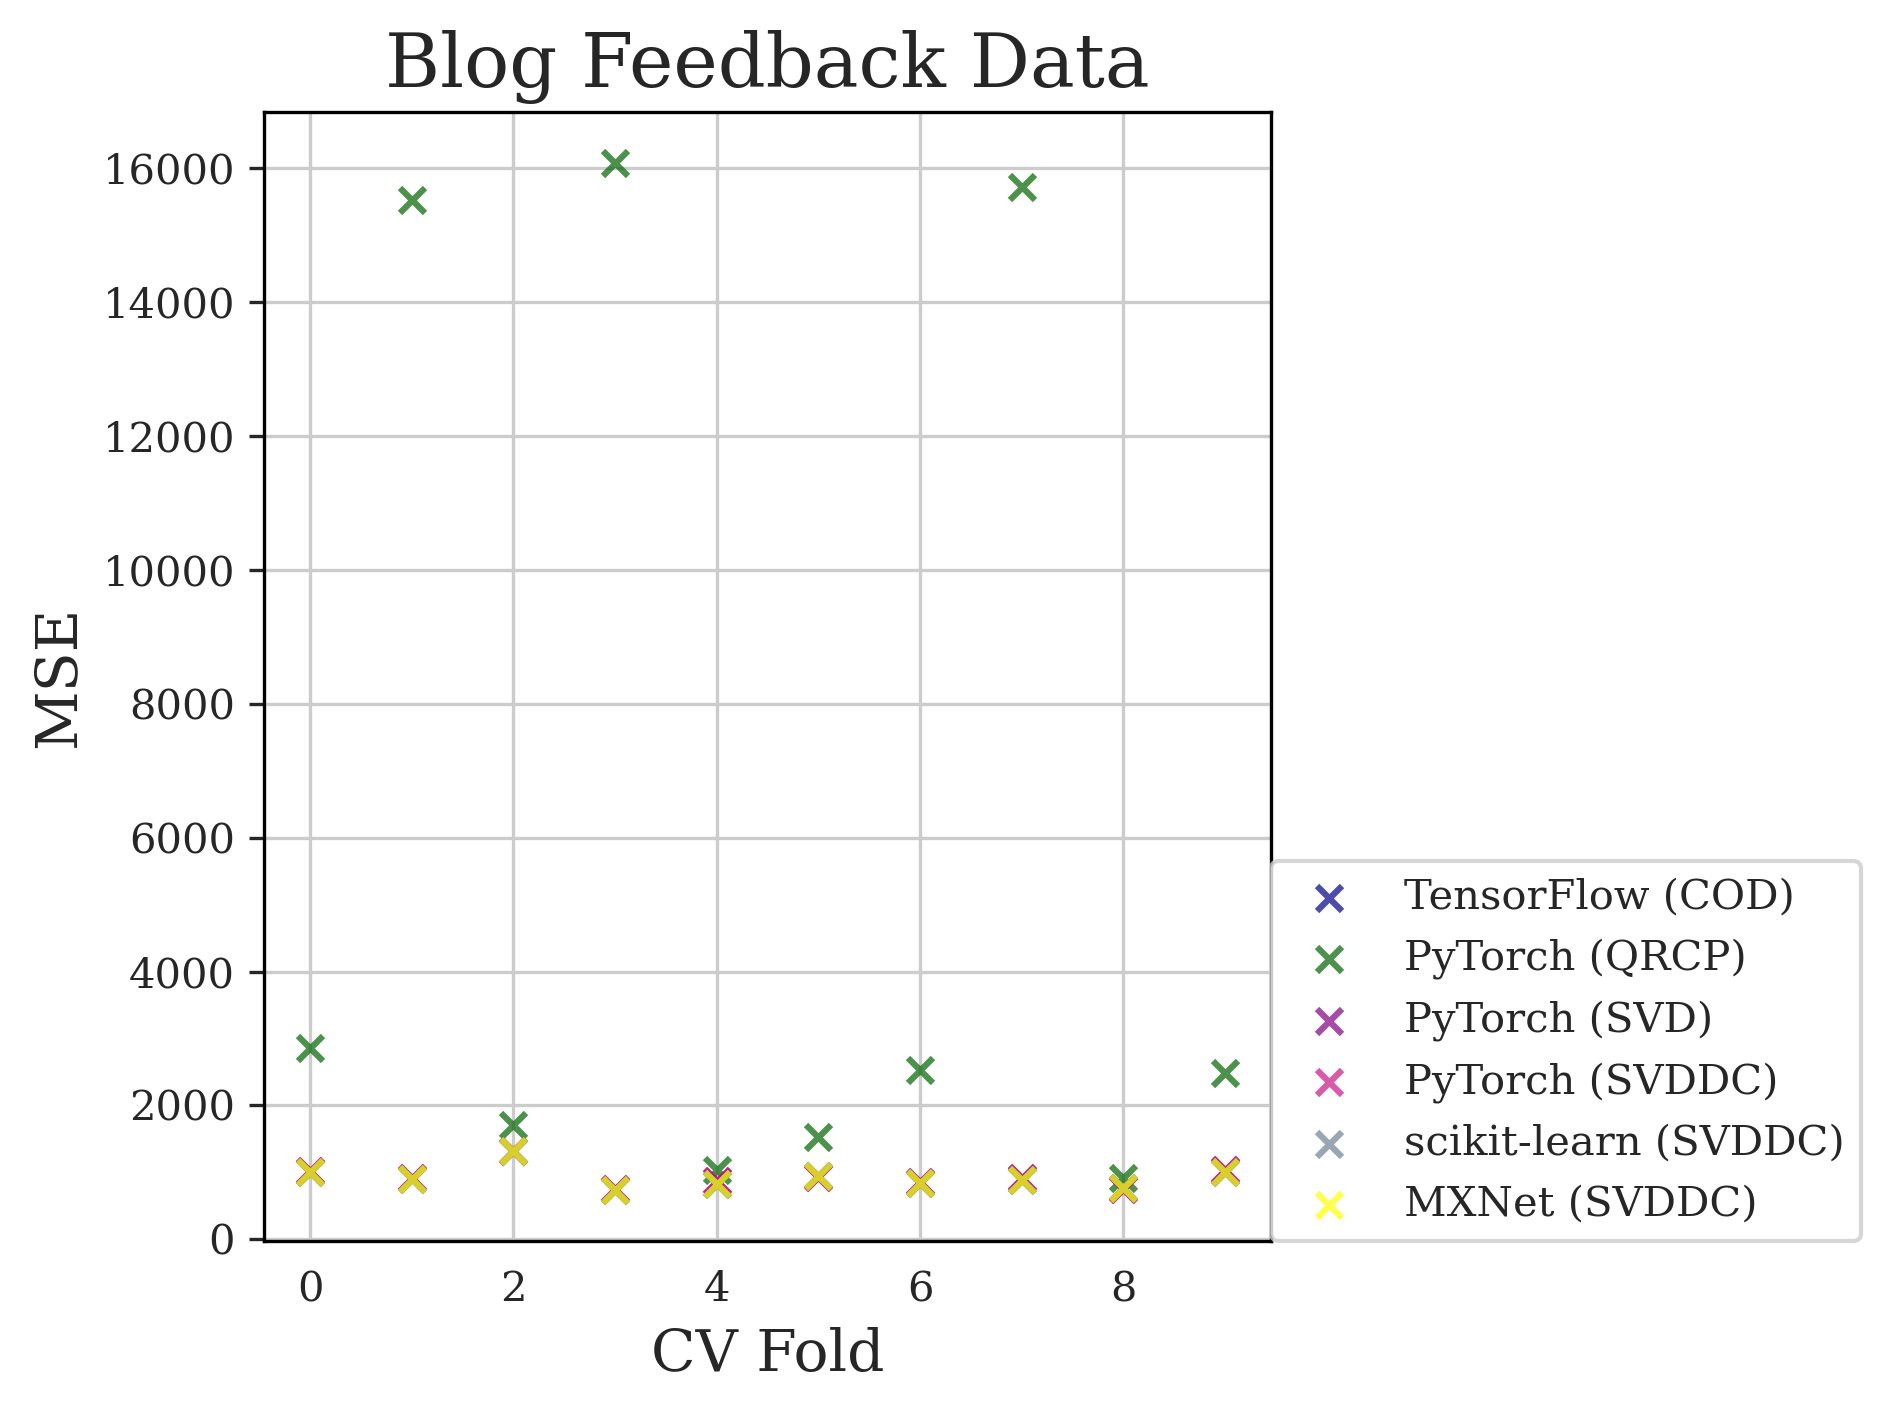 Blog Feedback Data
16000
14000
12000
10000
8000
6000
4000
2000
0
MSE
0 2 4 6 8
CV Fold
TensorFlow (COD)
PyTorch (QRCP)
PyTorch (SVD)
PyTorch (SVDDC)
scikit-learn (SVDDC)
MXNet (SVDDC)